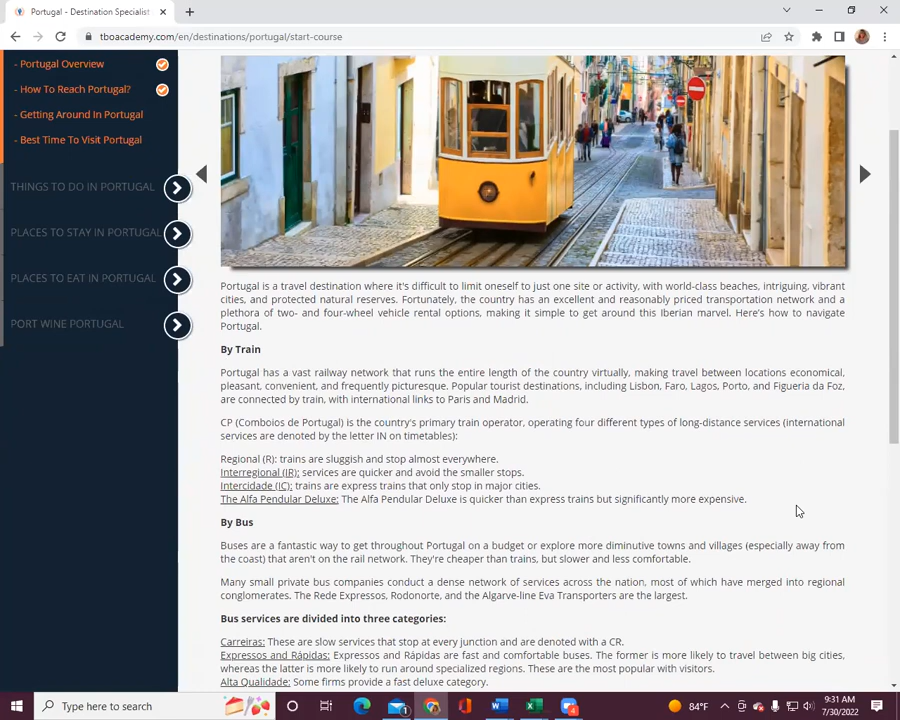 Portugal - Destination Specialist
tboacademy.com/en/destinations/portugal/start-course
- Portugal Overview
- How To Reach Portugal?
- Getting Around In Portugal
- Best Time To Visit Portugal
THINGS TO DO IN PORTUGAL
PLACES TO STAY IN PORTUGAL
PLACES TO EAT IN PORTUGAL
PORT WINE PORTUGAL
Portugal is a travel destination where it's difficult to limit oneself to just one site or activity, with world-class beaches, intriguing, vibrant
cities, and protected natural reserves. Fortunately, the country has an excellent and reasonably priced transportation network and a
plethora of two- and four-wheel vehicle rental options, making it simple to get around this Iberian marvel. Here's how to navigate
Portugal.
By Train
Portugal has a vast railway network that runs the entire length of the country virtually, making travel between locations economical,
pleasant, convenient, and frequently picturesque. Popular tourist destinations, including Lisbon, Faro, Lagos, Porto, and Figueria da Foz,
are connected by train, with international links to Paris and Madrid.
CP (Comboios de Portugal) is the country's primary train operator, operating four different types of long-distance services (international
services are denoted by the letter IN on timetables):
Regional (R): trains are sluggish and stop almost everywhere.
Interregional (IR): services are quicker and avoid the smaller stops.
Intercidade (IC): trains are express trains that only stop in major cities.
The Alfa Pendular Deluxe: The Alfa Pendular Deluxe is quicker than express trains but significantly more expensive.
By Bus
Buses are a fantastic way to get throughout Portugal on a budget or explore more diminutive towns and villages (especially away from
the coast) that aren't on the rail network. They're cheaper than trains, but slower and less comfortable.
Many small private bus companies conduct a dense network of services across the nation, most of which have merged into regional
conglomerates. The Rede Expressos, Rodonorte, and the Algarve-line Eva Transporters are the largest.
Bus services are divided into three categories:
Carreiras: These are slow services that stop at every junction and are denoted with a CR.
Expressos and Rápidas: Expressos and Rápidas are fast and comfortable buses. The former is more likely to travel between big cities,
whereas the latter is more likely to run around specialized regions. These are the most popular with visitors.
Alta Qualidade: Some firms provide a fast deluxe category.
Type here to search
84°F
9:31 AM
7/30/2022